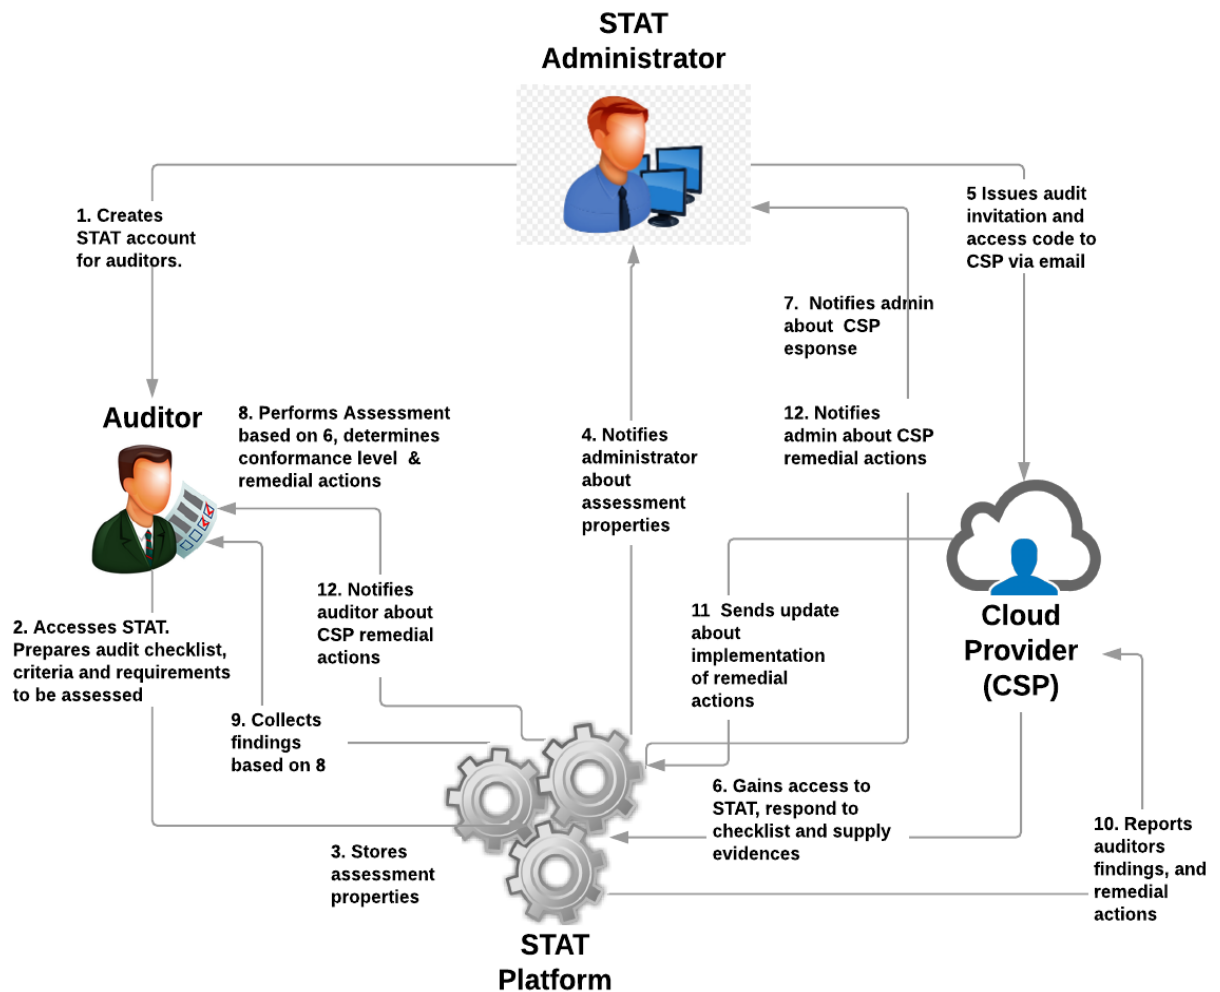 STAT
Administrator
1. Creates
STAT account
for auditors.
5 Issues audit
invitation and
access code to
CSP via email
7.  Notifies admin
about  CSP
esponse
Auditor
8. Performs Assessment
based on 6, determines
conformance level  &
remedial actions
4. Notifies
administrator
about
assessment
properties
12. Notifies
admin about CSP
remedial actions
12. Notifies
auditor about
CSP remedial
actions
11  Sends update
about
implementation
of remedial
actions
Cloud
Provider
(CSP)
2. Accesses STAT.
Prepares audit checklist,
criteria and requirements
to be assessed
9. Collects
findings
based on 8
6. Gains access to
STAT, respond to
checklist and supply
evidences
3. Stores
assessment
properties
10. Reports
auditors
findings, and
remedial
actions
STAT
Platform